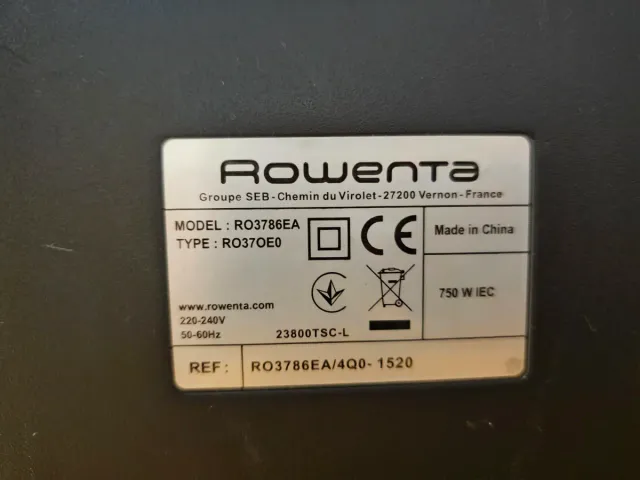 Rowenta
Groupe SEB - Chemin du Virolet - 27200 Vernon - France
MODEL : RO3786EA
TYPE : RO37OE0
CE
Made in China
www.rowenta.com
220-240V
50-60Hz
23800TSC-L
750 W IEC
REF : RO3786EA/4Q0- 1520